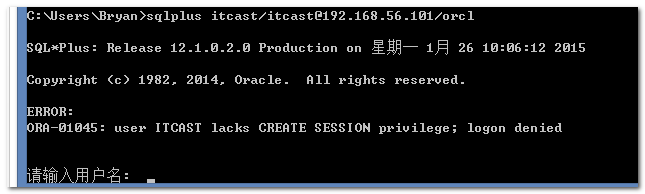 C:\Users\Bryan>sqlplus itcast/itcast@192.168.56.101/orcl
SQL*Plus: Release 12.1.0.2.0 Production on 星期一 1月 26 10:06:12 2015
Copyright (c) 1982, 2014, Oracle.  All rights reserved.
ERROR:
ORA-01045: user ITCAST lacks CREATE SESSION privilege; logon denied
请输入用户名: